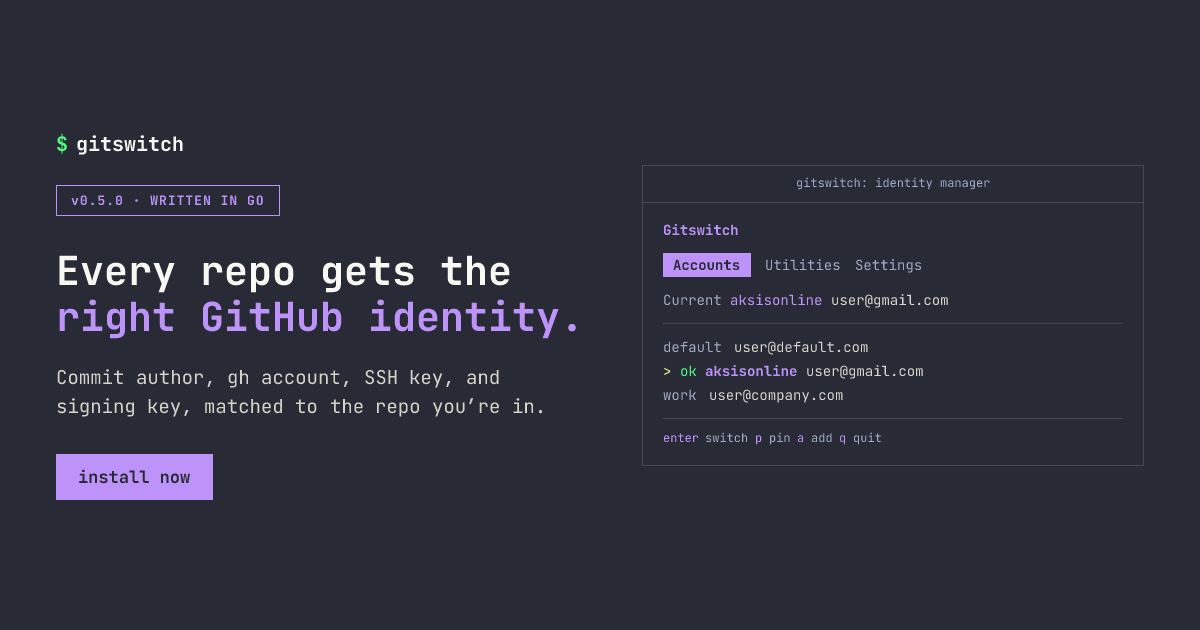 $ gitswitch
v0.5.0 · WRITTEN IN GO
Every repo gets the
right GitHub identity.
Commit author, gh account, SSH key, and
signing key, matched to the repo you’re in.
install now
gitswitch: identity manager
Gitswitch
Accounts Utilities Settings
Current aksisonline user@gmail.com
default user@default.com
> ok aksisonline user@gmail.com
work user@company.com
enter switch p pin a add q quit